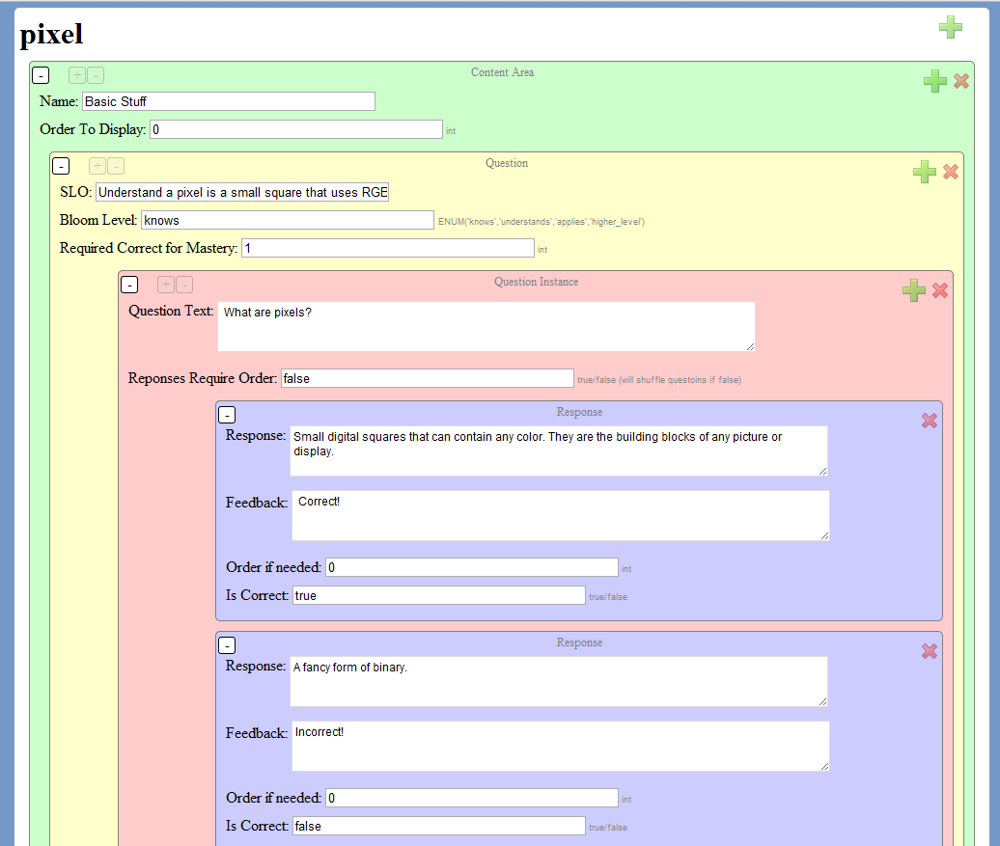 pixel
Content Area
- + -
Name: Basic Stuff
Order To Display: 0 int
Question
- + -
SLO: Understand a pixel is a small square that uses RGE
Bloom Level: knows ENUM('knows','understands','applies','higher_level')
Required Correct for Mastery: 1 int
Question Instance
- + -
Question Text: What are pixels?
Reponses Require Order: false true/false (will shuffle questoins if false)
Response
-
Response: Small digital squares that can contain any color. They are the building blocks of any picture or
display.
Feedback: Correct!
Order if needed: 0 int
Is Correct: true true/false
Response
-
Response: A fancy form of binary.
Feedback: Incorrect!
Order if needed: 0 int
Is Correct: false true/false